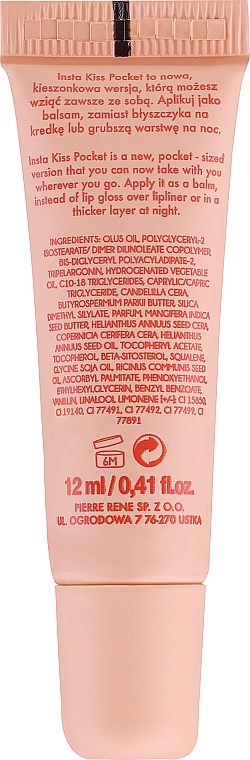 Insta Kiss Pocket to nowa,
kieszonkowa wersja, którą możesz
wziąć zawsze ze sobą. Aplikuj jako
balsam, zamiast błyszczyka na
kredkę lub grubszą warstwę na noc.
Insta Kiss Pocket is a new, pocket - sized
version that you can now take with you
wherever you go. Apply it as a balm,
instead of lip gloss over lipliner or in a
thicker layer at night.
INGREDIENTS: OLUS OIL, POLYGLYCERYL-2
ISOSTEARATE/ DIMER DILINOLEATE COPOLYMER,
BIS-DIGLYCERYL POLYACYLADIPATE-2,
TRIPELARGONIN, HYDROGENATED VEGETABLE
OIL, C10-18 TRIGLYCERIDES, CAPRYLIC/CAPRIC
TRIGLYCERIDE, CANDELILLA CERA,
BUTYROSPERMUM PARKII BUTTER, SILICA
DIMETHYL SILYLATE, PARFUM, MANGIFERA INDICA
SEED BUTTER, HELIANTHUS ANNUUS SEED CERA,
COPERNICIA CERIFERA CERA, HELIANTHUS
ANNUUS SEED OIL, TOCOPHERYL ACETATE,
TOCOPHEROL, BETA-SITOSTEROL, SQUALENE,
GLYCINE SOJA OIL, RICINUS COMMUNIS SEED
OIL, ASCORBYL PALMITATE, PHENOXYETHANOL,
ETHYLHEXYLGLYCERIN, BENZYL BENZOATE,
VANILLIN, LINALOOL LIMONENE [+/-] CI 15850,
CI 19140, CI 77491, CI 77492, CI 77499, CI
77891
6M
12 ml / 0,41 fl.oz.
PIERRE RENE SP. Z O.O.
UL. OGRODOWA 7 76-270 USTKA